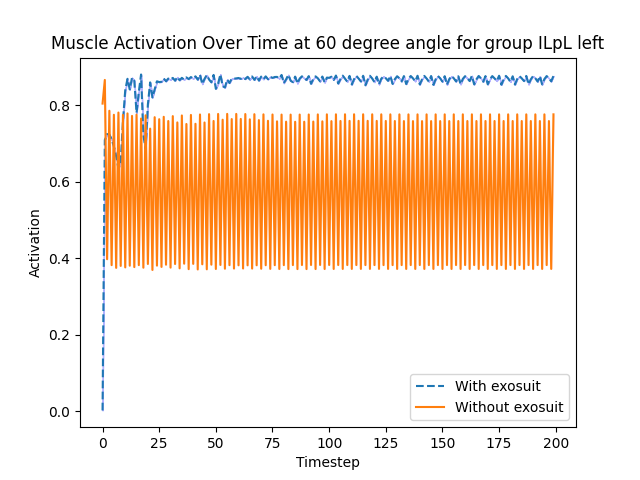 Muscle Activation Over Time at 60 degree angle for group ILpL left
Activation
0.8
0.6
0.4
0.2
0.0
With exosuit
Without exosuit
0 25 50 75 100 125 150 175 200
Timestep